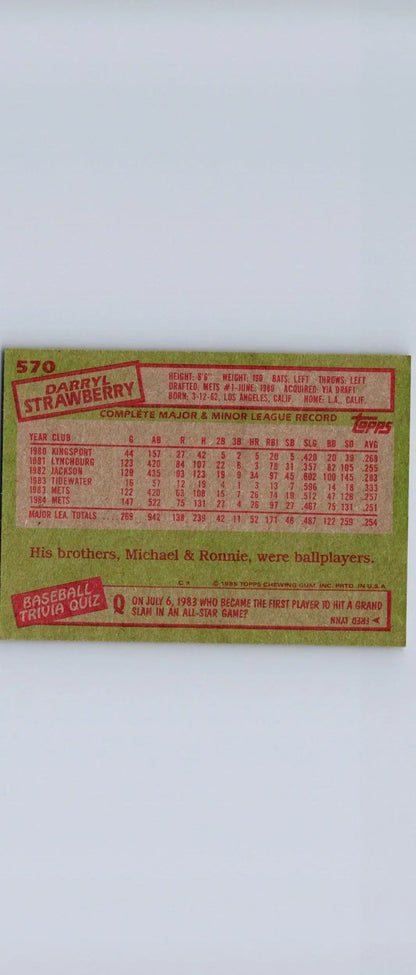 570
DARRYL
STRAWBERRY
HEIGHT: 6'6" WEIGHT: 190 BATS: LEFT THROWS: LEFT
DRAFTED: METS #1-JUNE, 1980 ACQUIRED: VIA DRAFT
BORN: 3-12-62, LOS ANGELES, CALIF. HOME: L.A., CALIF.
COMPLETE MAJOR & MINOR LEAGUE RECORD
TOPPS
YEAR CLUB G AB R H 2B 3B HR RBI SB SLG BB SO AVG
1980 KINGSPORT 44 157 27 42 5 2 5 20 5 .420 20 39 .268
1981 LYNCHBURG 123 420 84 107 22 6 13 78 31 .357 82 105 .255
1982 JACKSON 129 435 93 123 19 9 34 97 45 .602 100 145 .283
1983 TIDEWATER 16 57 12 19 4 1 3 13 7 .596 14 18 .333
1983 METS 122 420 63 108 15 7 26 74 19 .512 47 128 .257
1984 METS 147 522 75 131 27 4 26 97 27 .467 75 131 .251
MAJOR LEA. TOTALS 269 942 138 239 42 11 52 171 46 .487 122 259 .254
His brothers, Michael & Ronnie, were ballplayers.
© 1985 TOPPS CHEWING GUM, INC. PRTD. IN U.S.A.
BASEBALL
TRIVIA QUIZ
Q ON JULY 6, 1983 WHO BECAME THE FIRST PLAYER TO HIT A GRAND
SLAM IN AN ALL-STAR GAME?
A FRED LYNN